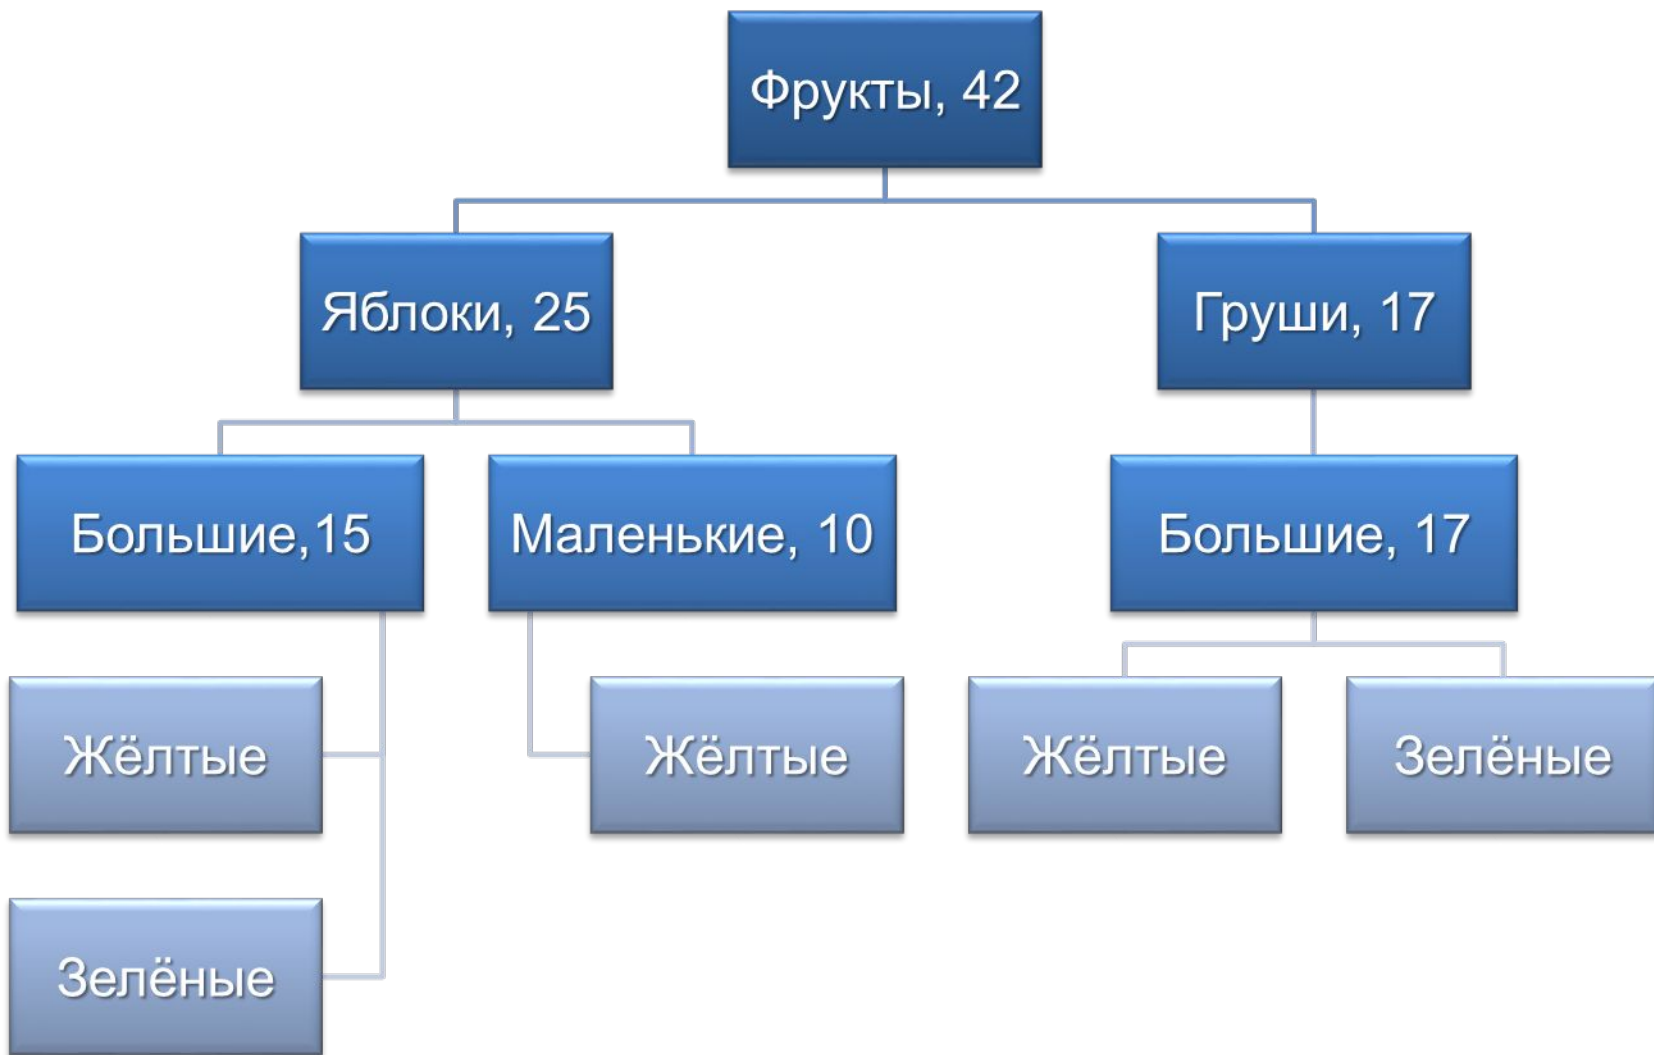 Фрукты, 42
Яблоки, 25
Груши, 17
Большие,15
Маленькие, 10
Большие, 17
Жёлтые
Жёлтые
Жёлтые
Зелёные
Зелёные